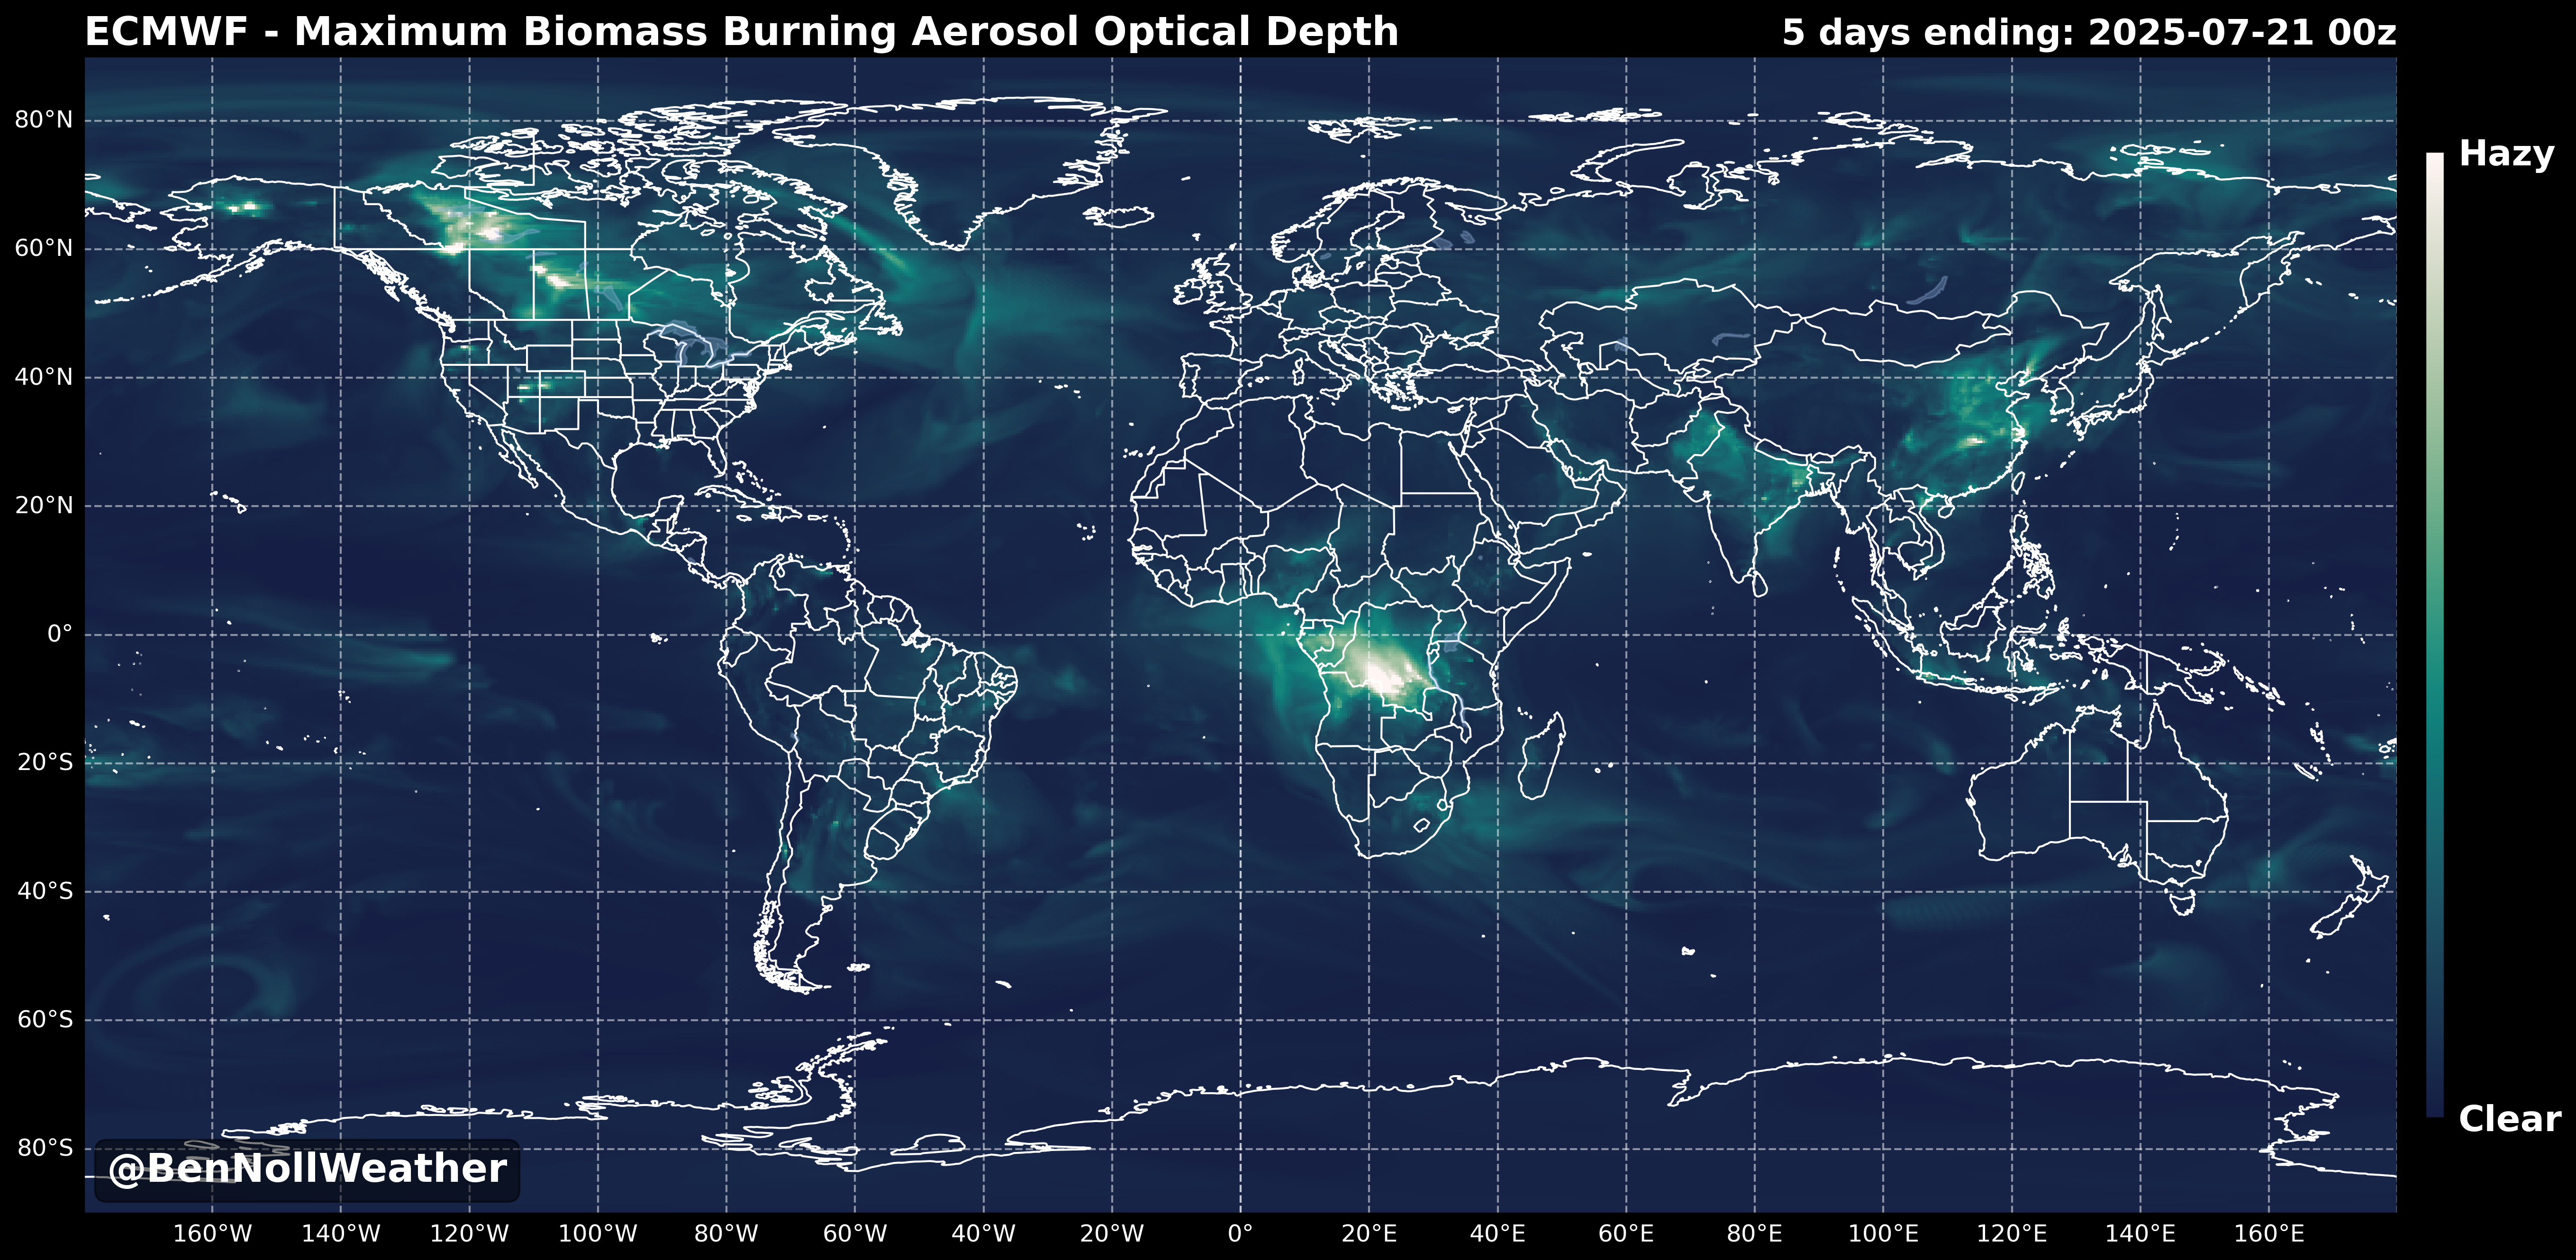 ECMWF - Maximum Biomass Burning Aerosol Optical Depth
5 days ending: 2025-07-21 00z
80°N
60°N
40°N
20°N
0°
20°S
40°S
60°S
80°S
160°W 140°W 120°W 100°W 80°W 60°W 40°W 20°W 0° 20°E 40°E 60°E 80°E 100°E 120°E 140°E 160°E
Hazy
Clear
@BenNollWeather